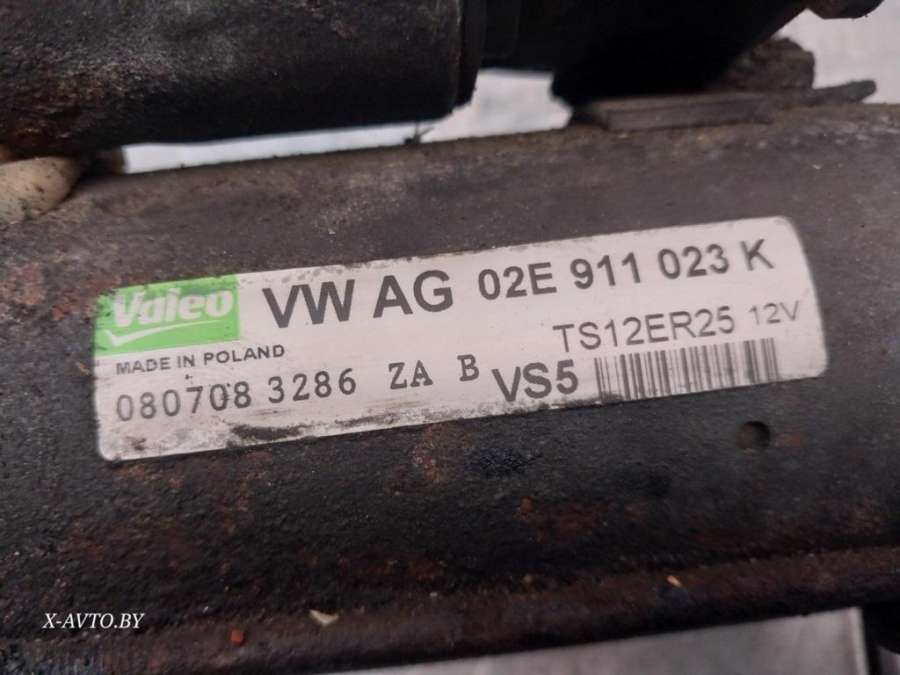 Valeo VW AG 02E 911 023 K
MADE IN POLAND TS12ER25 12V
080708 3286 ZA B VS5
X-AVTO.BY